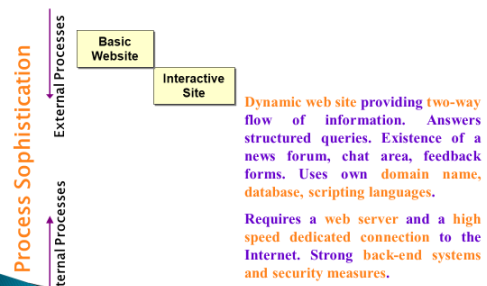 Process Sophistication
External Processes
Basic
Website
Interactive
Site
Dynamic web site providing two-way
flow of information. Answers
structured queries. Existence of a
news forum, chat area, feedback
forms. Uses own domain name,
database, scripting languages.
Requires a web server and a high
speed dedicated connection to the
Internet. Strong back-end systems
and security measures.
Processes